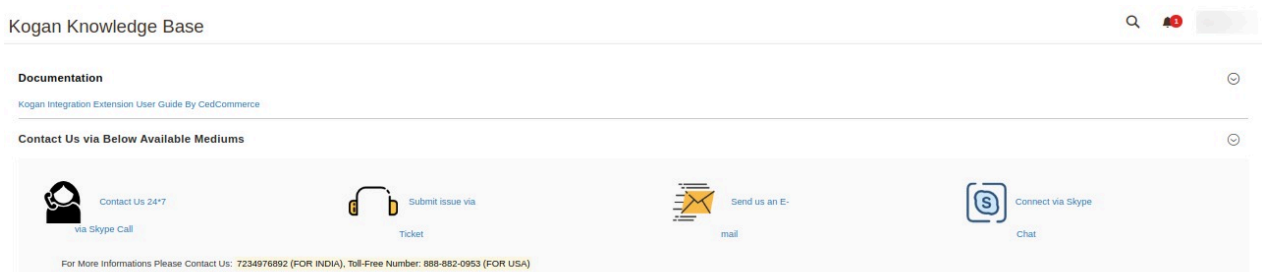 Kogan Knowledge Base
1
Documentation
Kogan Integration Extension User Guide By CedCommerce
Contact Us via Below Available Mediums
Contact Us 24*7
via Skype Call
Submit issue via
Ticket
Send us an E-
mail
S
Connect via Skype
Chat
For More Informations Please Contact Us: 7234976892 (FOR INDIA), Toll-Free Number: 888-882-0953 (FOR USA)